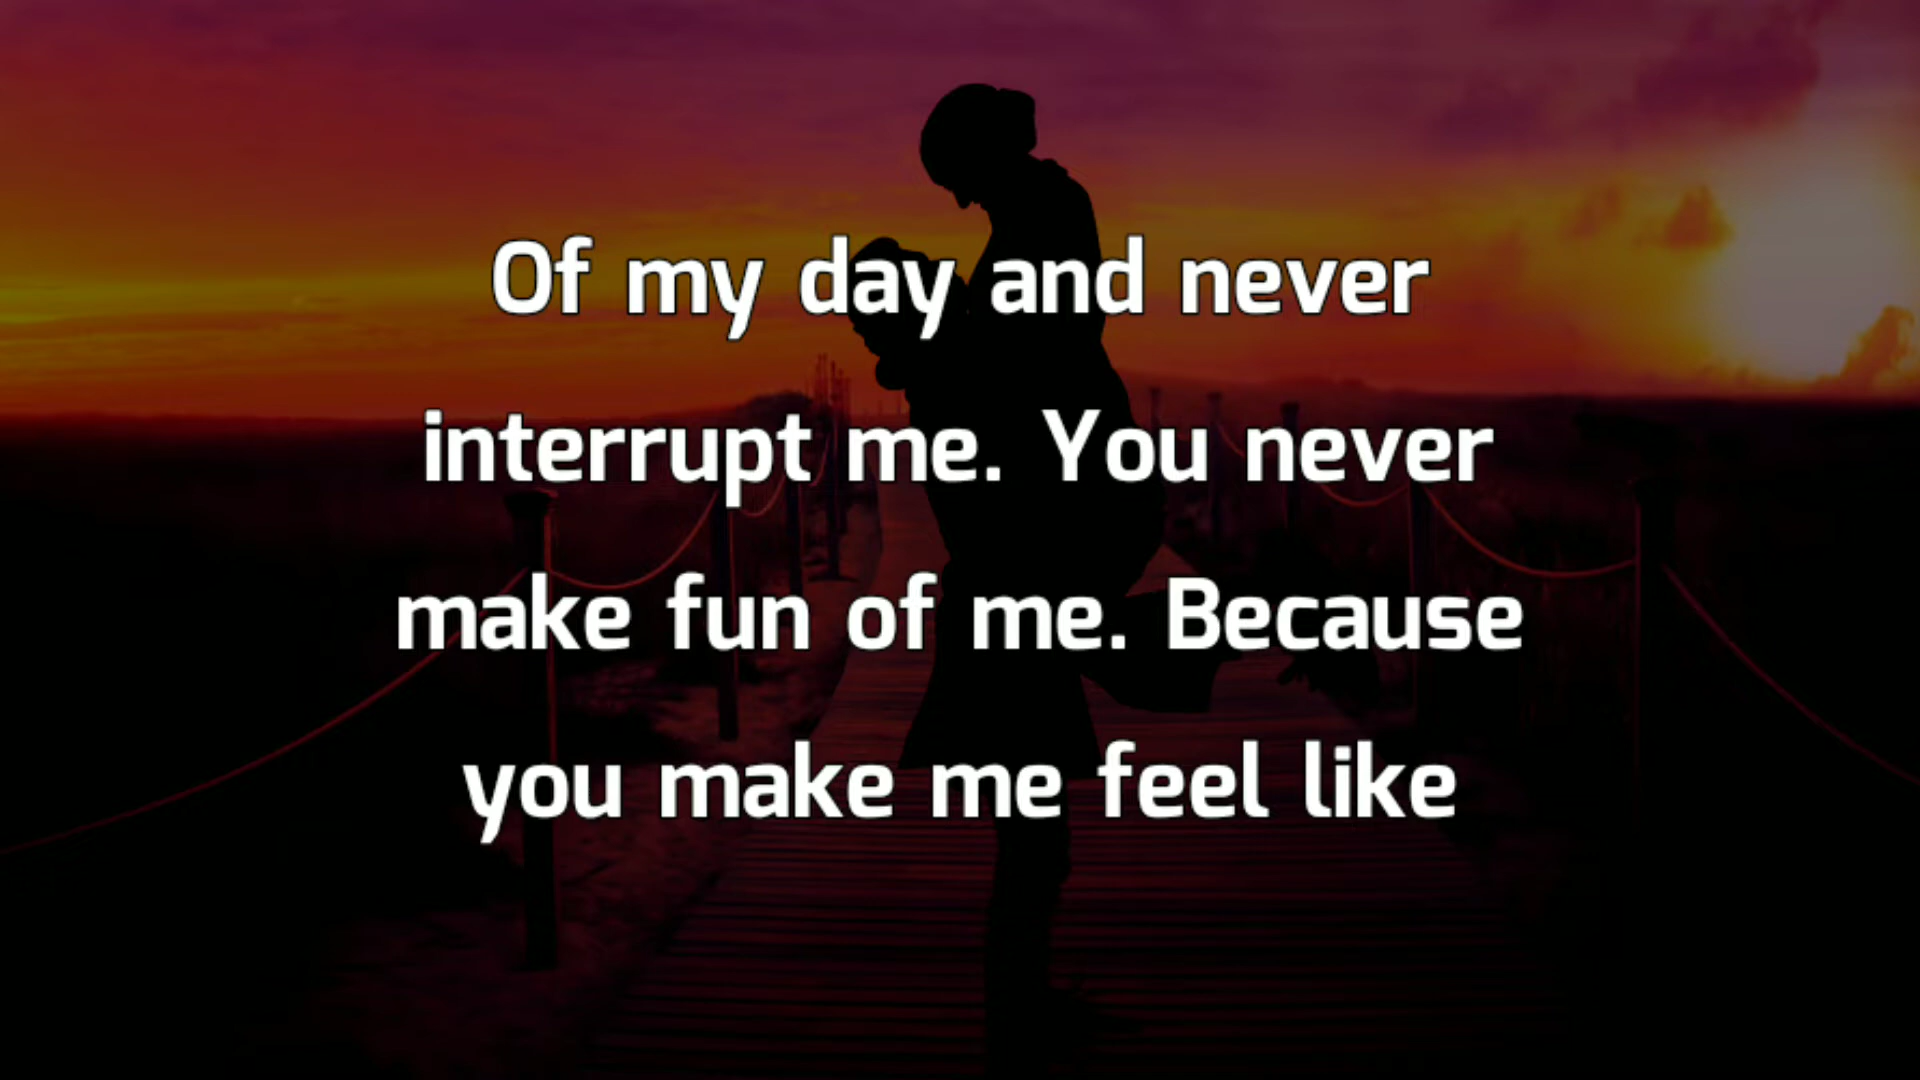 Of my day and never
interrupt me. You never
make fun of me. Because
you make me feel like